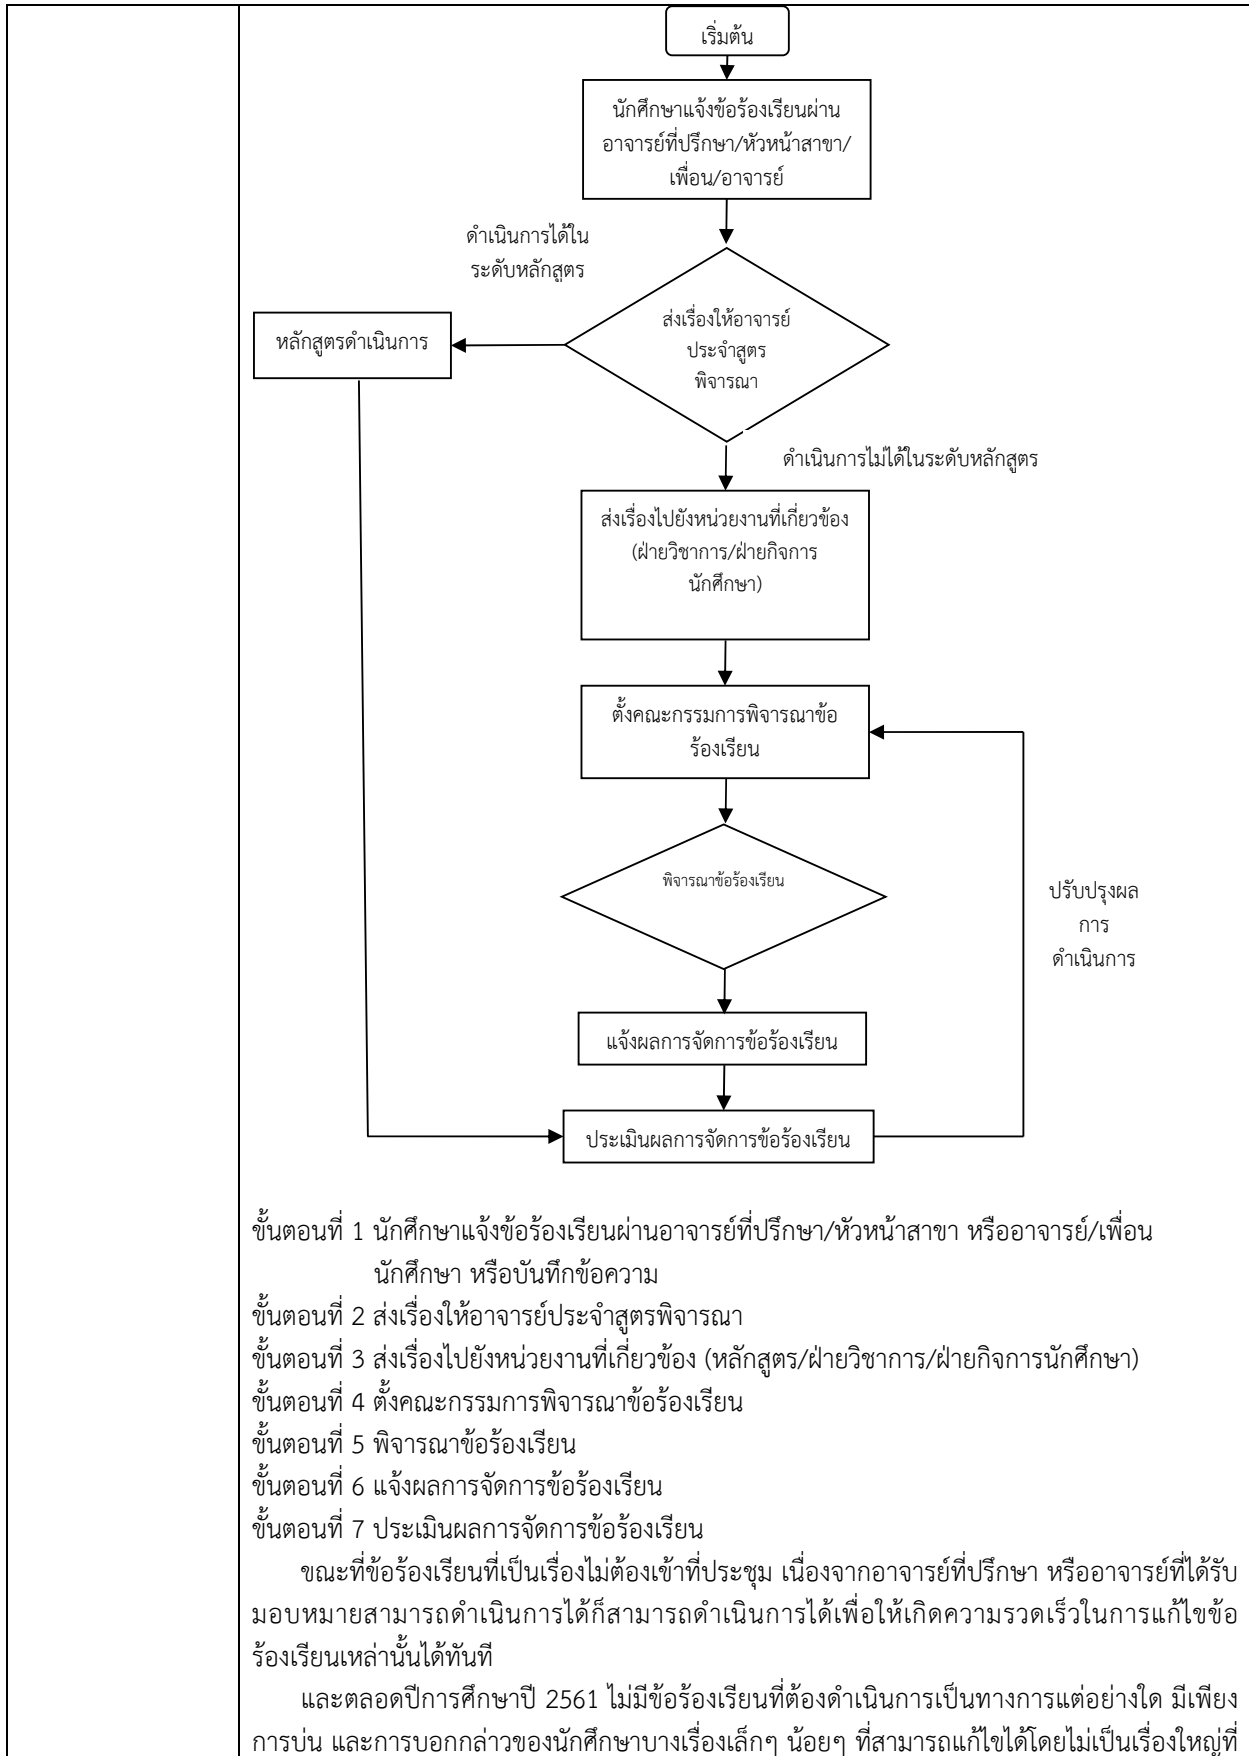 เริ่มต้น
นักศึกษาแจ้งข้อร้องเรียนผ่าน
อาจารย์ที่ปรึกษา/หัวหน้าสาขา/
เพื่อน/อาจารย์
ดำเนินการได้ใน
ระดับหลักสูตร
ส่งเรื่องให้อาจารย์
ประจำสูตร
พิจารณา
หลักสูตรดำเนินการ
ดำเนินการไม่ได้ในระดับหลักสูตร
ส่งเรื่องไปยังหน่วยงานที่เกี่ยวข้อง
(ฝ่ายวิชาการ/ฝ่ายกิจการ
นักศึกษา)
ตั้งคณะกรรมการพิจารณาข้อ
ร้องเรียน
พิจารณาข้อร้องเรียน
ปรับปรุงผล
การ
ดำเนินการ
แจ้งผลการจัดการข้อร้องเรียน
ประเมินผลการจัดการข้อร้องเรียน
ขั้นตอนที่ 1 นักศึกษาแจ้งข้อร้องเรียนผ่านอาจารย์ที่ปรึกษา/หัวหน้าสาขา หรืออาจารย์/เพื่อน
นักศึกษา หรือบันทึกข้อความ
ขั้นตอนที่ 2 ส่งเรื่องให้อาจารย์ประจำสูตรพิจารณา
ขั้นตอนที่ 3 ส่งเรื่องไปยังหน่วยงานที่เกี่ยวข้อง (หลักสูตร/ฝ่ายวิชาการ/ฝ่ายกิจการนักศึกษา)
ขั้นตอนที่ 4 ตั้งคณะกรรมการพิจารณาข้อร้องเรียน
ขั้นตอนที่ 5 พิจารณาข้อร้องเรียน
ขั้นตอนที่ 6 แจ้งผลการจัดการข้อร้องเรียน
ขั้นตอนที่ 7 ประเมินผลการจัดการข้อร้องเรียน
ขณะที่ข้อร้องเรียนที่เป็นเรื่องไม่ต้องเข้าที่ประชุม เนื่องจากอาจารย์ที่ปรึกษา หรืออาจารย์ที่ได้รับ
มอบหมายสามารถดำเนินการได้ก็สามารถดำเนินการได้เพื่อให้เกิดความรวดเร็วในการแก้ไขข้อ
ร้องเรียนเหล่านั้นได้ทันที
และตลอดปีการศึกษาปี 2561 ไม่มีข้อร้องเรียนที่ต้องดำเนินการเป็นทางการแต่อย่างใด มีเพียง
การบ่น และการบอกกล่าวของนักศึกษาบางเรื่องเล็กๆ น้อยๆ ที่สามารถแก้ไขได้โดยไม่เป็นเรื่องใหญ่ที่